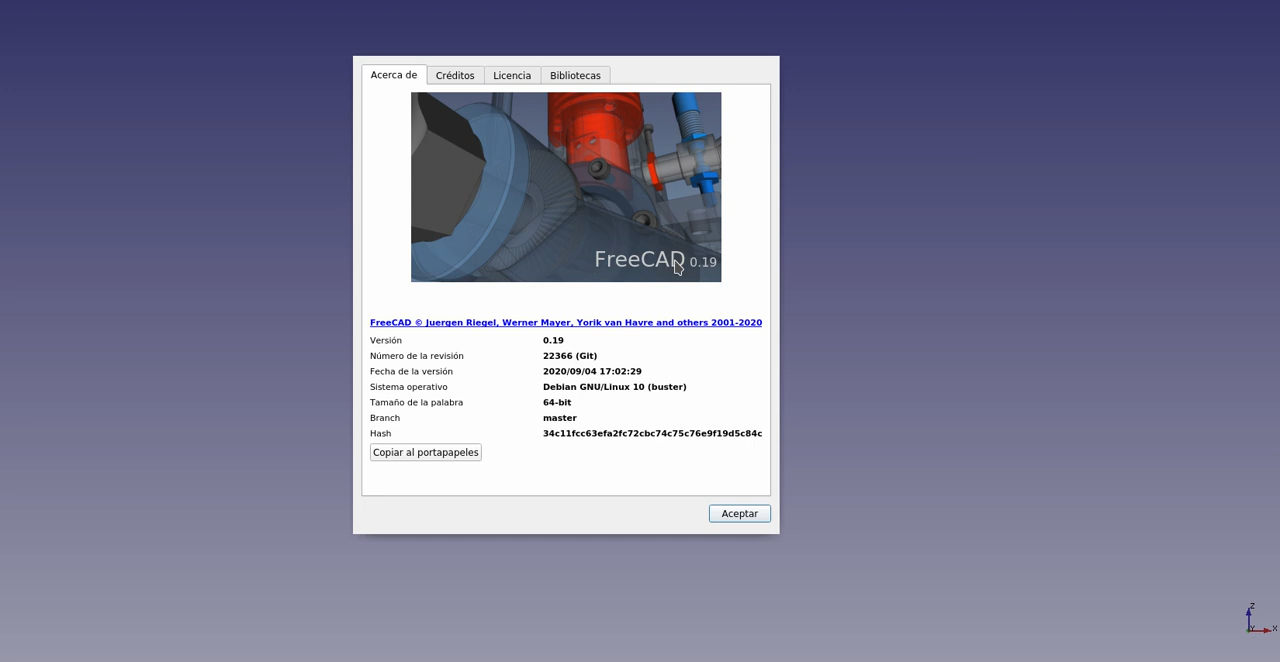 Acerca de Créditos Licencia Bibliotecas
FreeCAD 0.19
FreeCAD © Juergen Riegel, Werner Mayer, Yorik van Havre and others 2001-2020
Versión 0.19
Número de la revisión 22366 (Git)
Fecha de la versión 2020/09/04 17:02:29
Sistema operativo Debian GNU/Linux 10 (buster)
Tamaño de la palabra 64-bit
Branch master
Hash 34c11fcc63efa2fc72cbc74c75c76e9f19d5c84c
Copiar al portapapeles
Aceptar
Z
Y X